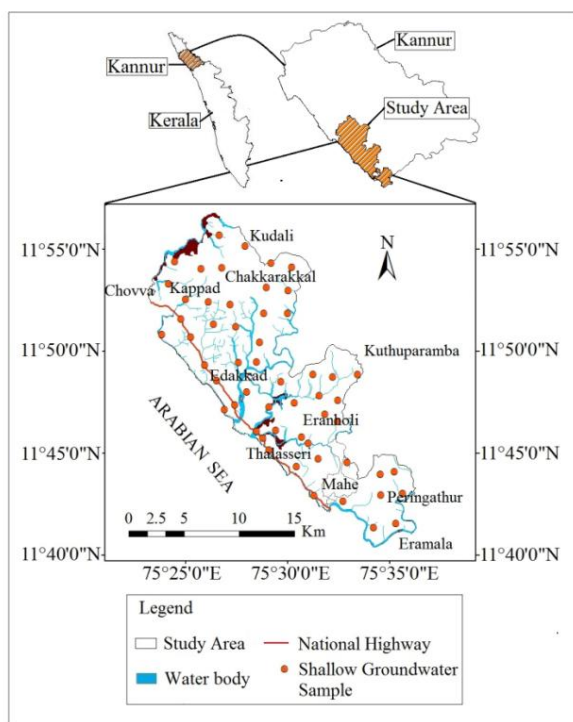 Kannur
Kannur
Study Area
Kerala
11°55'0"N
11°55'0"N
Kudali
N
Chakkarakkal
Chovva
Kappad
11°50'0"N
11°50'0"N
Kuthuparamba
Edakkad
ARABIAN SEA
Eranholi
11°45'0"N
11°45'0"N
Thalasseri
Mahe
Peringathur
0 2.5 5 10 15
Km
Eramala
11°40'0"N
11°40'0"N
75°25'0"E
75°30'0"E
75°35'0"E
Legend
Study Area
National Highway
Water body
Shallow Groundwater
Sample